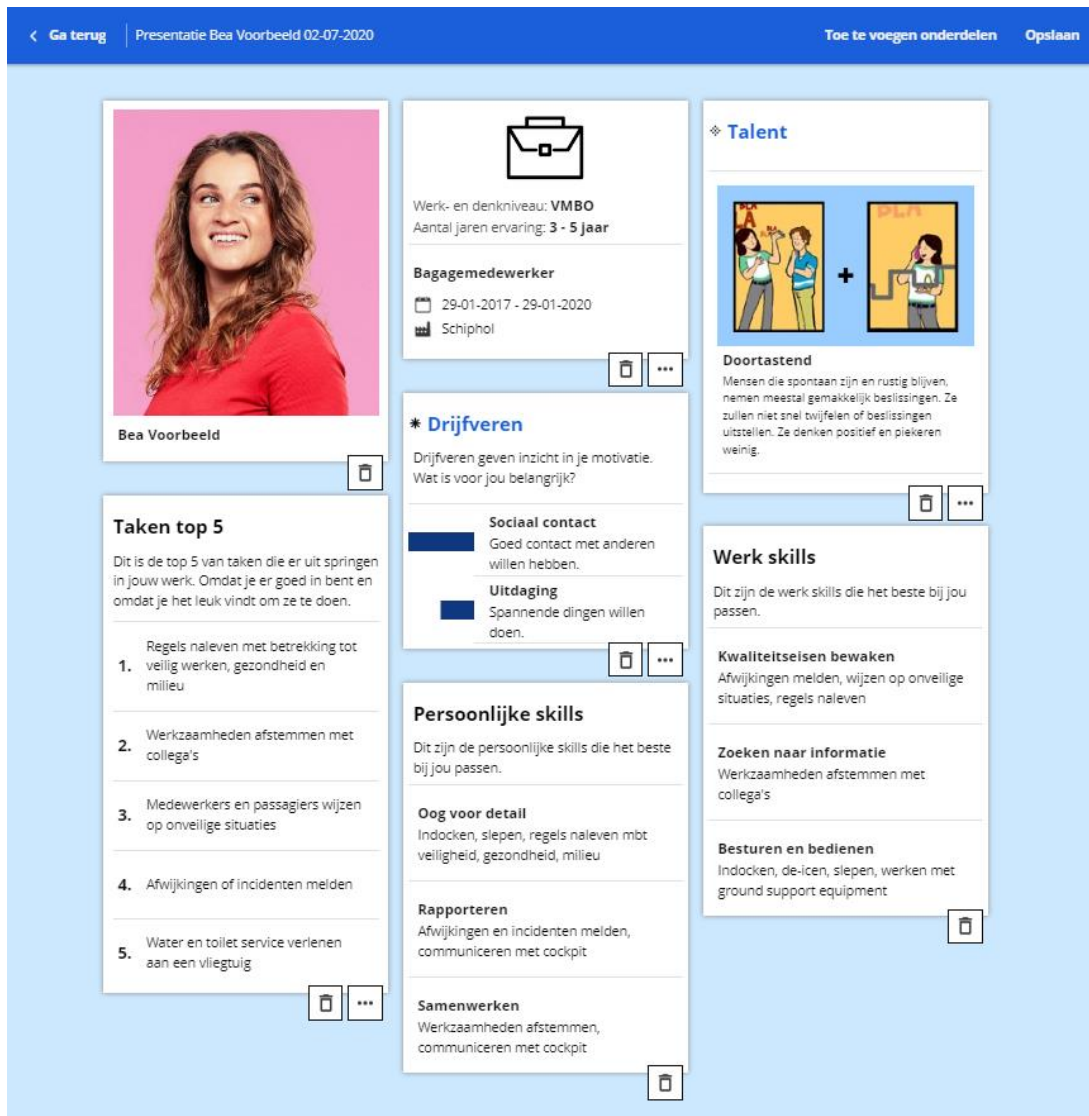 Ga terug
Presentatie Bea Voorbeeld 02-07-2020
Toe te voegen onderdelen
Opslaan
Bea Voorbeeld
Taken top 5
Dit is de top 5 van taken die er uit springen
in jouw werk. Omdat je er goed in bent en
omdat je het leuk vindt om ze te doen.
1. Regels naleven met betrekking tot
veilig werken, gezondheid en
milieu
2. Werkzaamheden afstemmen met
collega's
3. Medewerkers en passagiers wijzen
op onveilige situaties
4. Afwijkingen of incidenten melden
5. Water en toilet service verlenen
aan een vliegtuig
Werk- en denkniveau: VMBO
Aantal jaren ervaring: 3 - 5 jaar
Bagagemedewerker
29-01-2017 - 29-01-2020
Schiphol
Drijfveren
Drijfveren geven inzicht in je motivatie.
Wat is voor jou belangrijk?
Sociaal contact
Goed contact met anderen
willen hebben.
Uitdaging
Spannende dingen willen
doen.
Persoonlijke skills
Dit zijn de persoonlijke skills die het beste
bij jou passen.
Oog voor detail
Indocken, slepen, regels naleven mbt
veiligheid, gezondheid, milieu
Rapporteren
Afwijkingen en incidenten melden,
communiceren met cockpit
Samenwerken
Werkzaamheden afstemmen,
communiceren met cockpit
Talent
BLA
+
BLA
Doortastend
Mensen die spontaan zijn en rustig blijven,
nemen meestal gemakkelijk beslissingen. Ze
zullen niet snel twijfelen of beslissingen
uitstellen. Ze denken positief en piekeren
weinig.
Werk skills
Dit zijn de werk skills die het beste bij jou
passen.
Kwaliteitseisen bewaken
Afwijkingen melden, wijzen op onveilige
situaties, regels naleven
Zoeken naar informatie
Werkzaamheden afstemmen met
collega's
Besturen en bedienen
Indocken, de-icen, slepen, werken met
ground support equipment